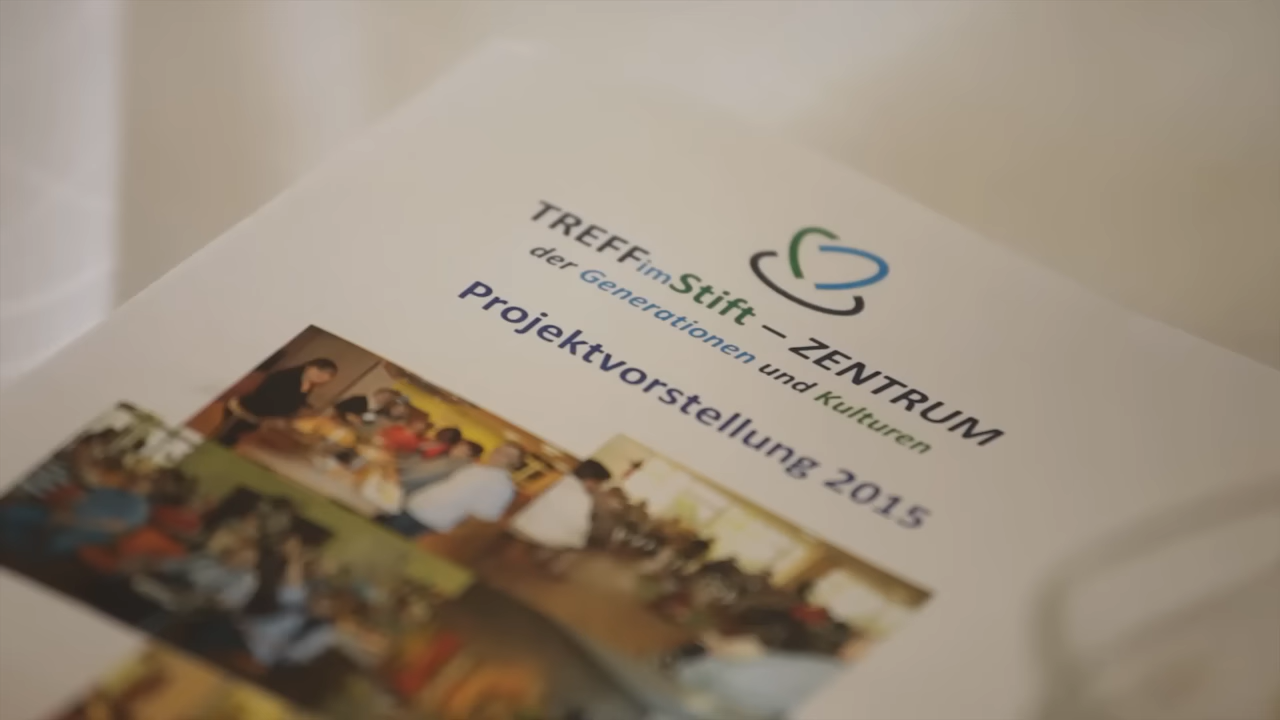 TREFFimStift – ZENTRUM
der Generationen und Kulturen
Projektvorstellung 2015